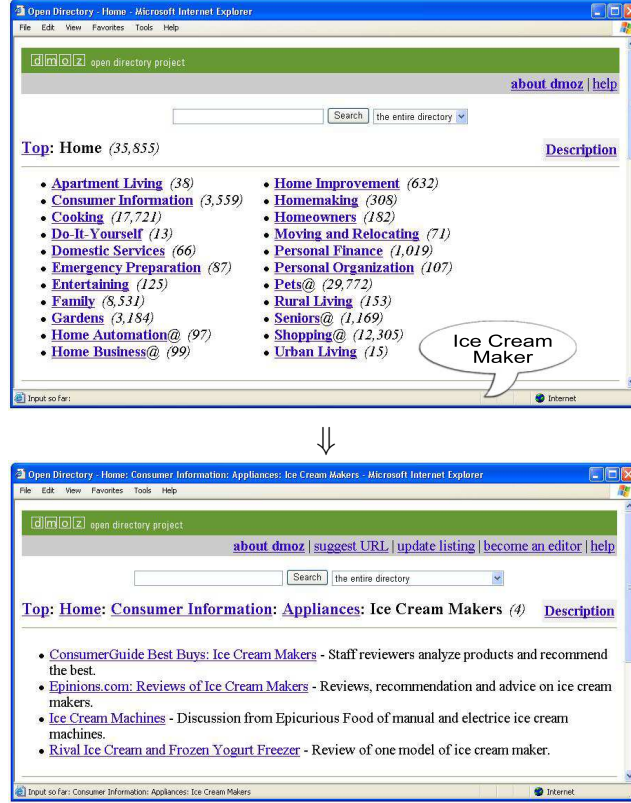 Open Directory - Home - Microsoft Internet Explorer
File Edit View Favorites Tools Help
dmoz open directory project
about dmoz | help
Search the entire directory
Top: Home (35,855) Description
• Apartment Living (38)
• Consumer Information (3,559)
• Cooking (17,721)
• Do-It-Yourself (13)
• Domestic Services (66)
• Emergency Preparation (87)
• Entertaining (125)
• Family (8,531)
• Gardens (3,184)
• Home Automation@ (97)
• Home Business@ (99)
• Home Improvement (632)
• Homemaking (308)
• Homeowners (182)
• Moving and Relocating (71)
• Personal Finance (1,019)
• Personal Organization (107)
• Pets@ (29,772)
• Rural Living (153)
• Seniors@ (1,169)
• Shopping@ (12,305)
• Urban Living (15)
Ice Cream
Maker
Input so far: Internet
⇓
Open Directory - Home: Consumer Information: Appliances: Ice Cream Makers - Microsoft Internet Explorer
File Edit View Favorites Tools Help
dmoz open directory project
about dmoz | suggest URL | update listing | become an editor | help
Search the entire directory
Top: Home: Consumer Information: Appliances: Ice Cream Makers (4) Description
• ConsumerGuide Best Buys: Ice Cream Makers - Staff reviewers analyze products and recommend
the best.
• Epinions.com: Reviews of Ice Cream Makers - Reviews, recommendation and advice on ice cream
makers.
• Ice Cream Machines - Discussion from Epicurious Food of manual and electrice ice cream
machines.
• Rival Ice Cream and Frozen Yogurt Freezer - Review of one model of ice cream maker.
Input so far: Consumer Information: Appliances: Ice Cream Makers Internet